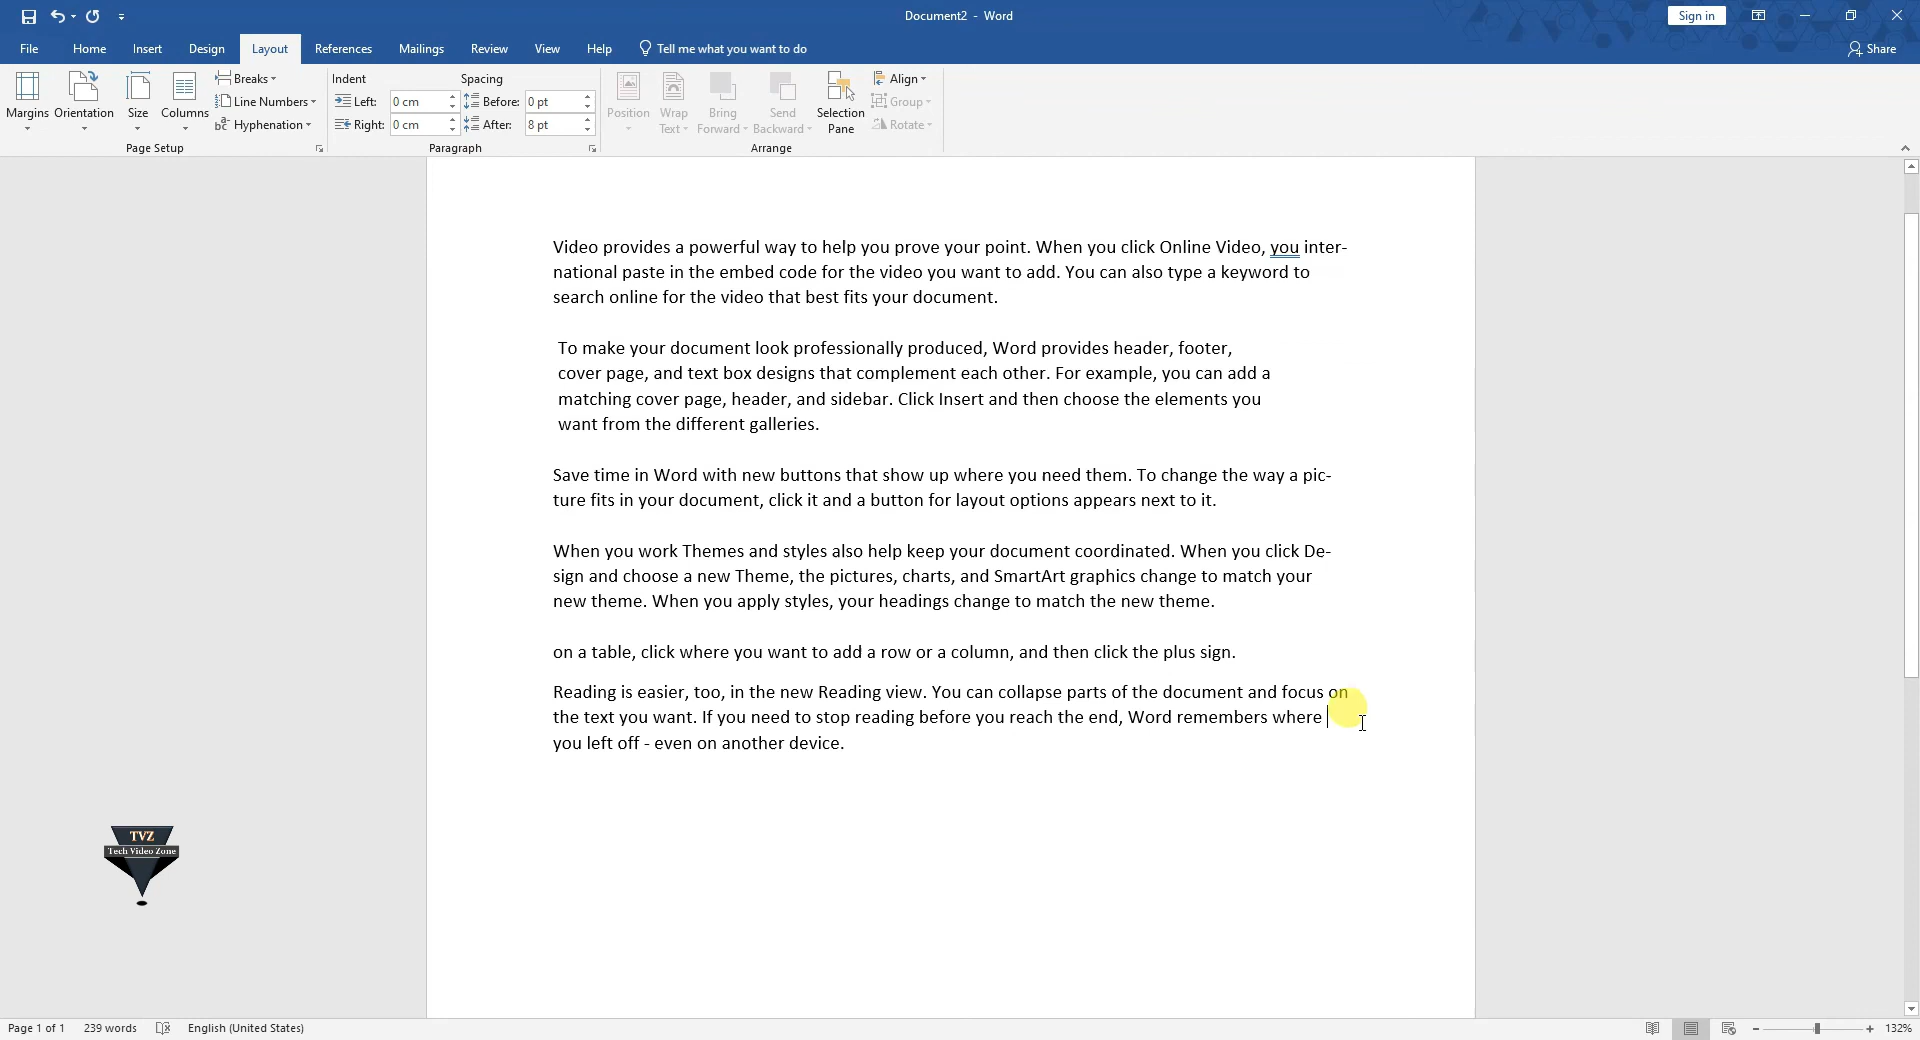 Document2 - Word
Sign in
File Home Insert Design Layout References Mailings Review View Help Tell me what you want to do Share
Margins Orientation Size Columns Breaks Line Numbers Hyphenation
Page Setup
Indent Spacing
Left: 0 cm Before: 0 pt
Right: 0 cm After: 8 pt
Paragraph
Position Wrap Text Bring Forward Send Backward Selection Pane Align Group Rotate
Arrange
Video provides a powerful way to help you prove your point. When you click Online Video, you inter-
national paste in the embed code for the video you want to add. You can also type a keyword to
search online for the video that best fits your document.
To make your document look professionally produced, Word provides header, footer,
cover page, and text box designs that complement each other. For example, you can add a
matching cover page, header, and sidebar. Click Insert and then choose the elements you
want from the different galleries.
Save time in Word with new buttons that show up where you need them. To change the way a pic-
ture fits in your document, click it and a button for layout options appears next to it.
When you work Themes and styles also help keep your document coordinated. When you click De-
sign and choose a new Theme, the pictures, charts, and SmartArt graphics change to match your
new theme. When you apply styles, your headings change to match the new theme.
on a table, click where you want to add a row or a column, and then click the plus sign.
Reading is easier, too, in the new Reading view. You can collapse parts of the document and focus on
the text you want. If you need to stop reading before you reach the end, Word remembers where
you left off - even on another device.
TVZ
Tech Video Zone
Page 1 of 1 239 words English (United States) 132%